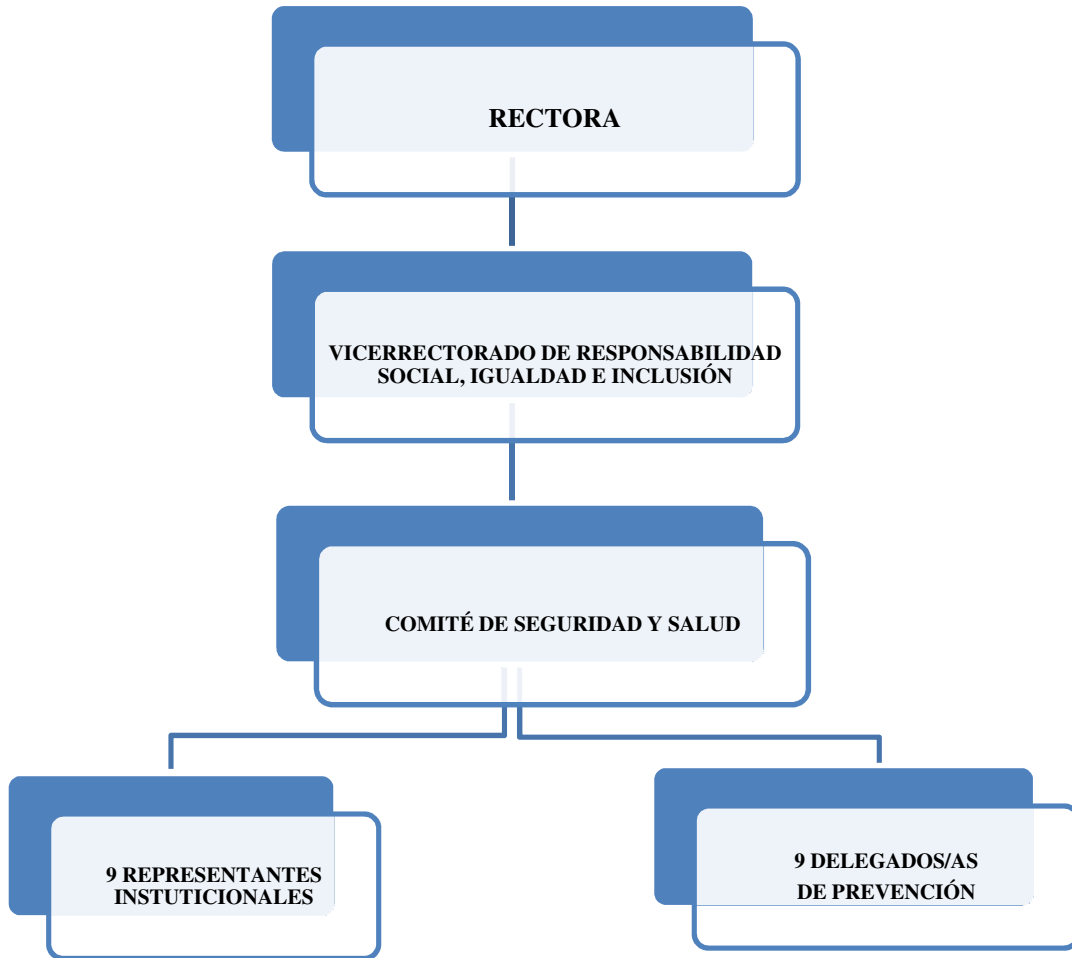 RECTORA
VICERRECTORADO DE RESPONSABILIDAD
SOCIAL, IGUALDAD E INCLUSIÓN
COMITÉ DE SEGURIDAD Y SALUD
9 REPRESENTANTES
INSTUTICIONALES
9 DELEGADOS/AS
DE PREVENCIÓN